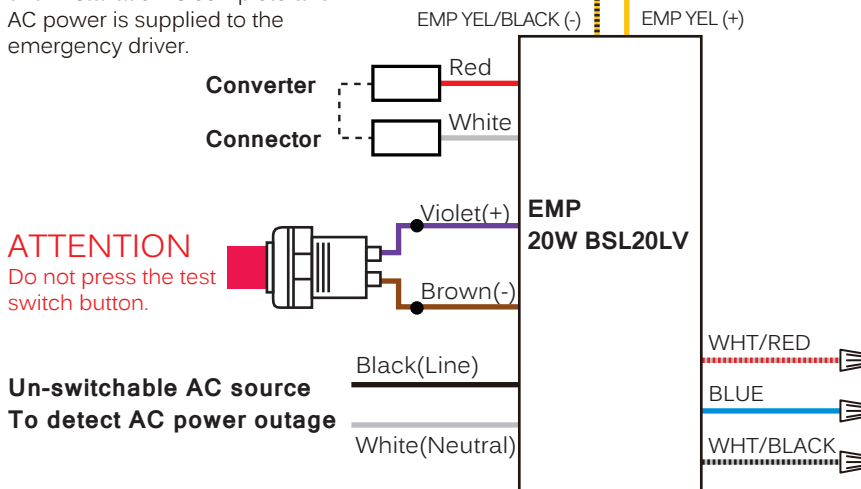 AC power is supplied to the
emergency driver.
EMP YEL/BLACK (-)
EMP YEL (+)
Converter
Red
Connector
White
Violet(+)
EMP
20W BSL20LV
ATTENTION
Do not press the test
switch button.
Brown(-)
Black(Line)
Un-switchable AC source
To detect AC power outage
White(Neutral)
WHT/RED
BLUE
WHT/BLACK